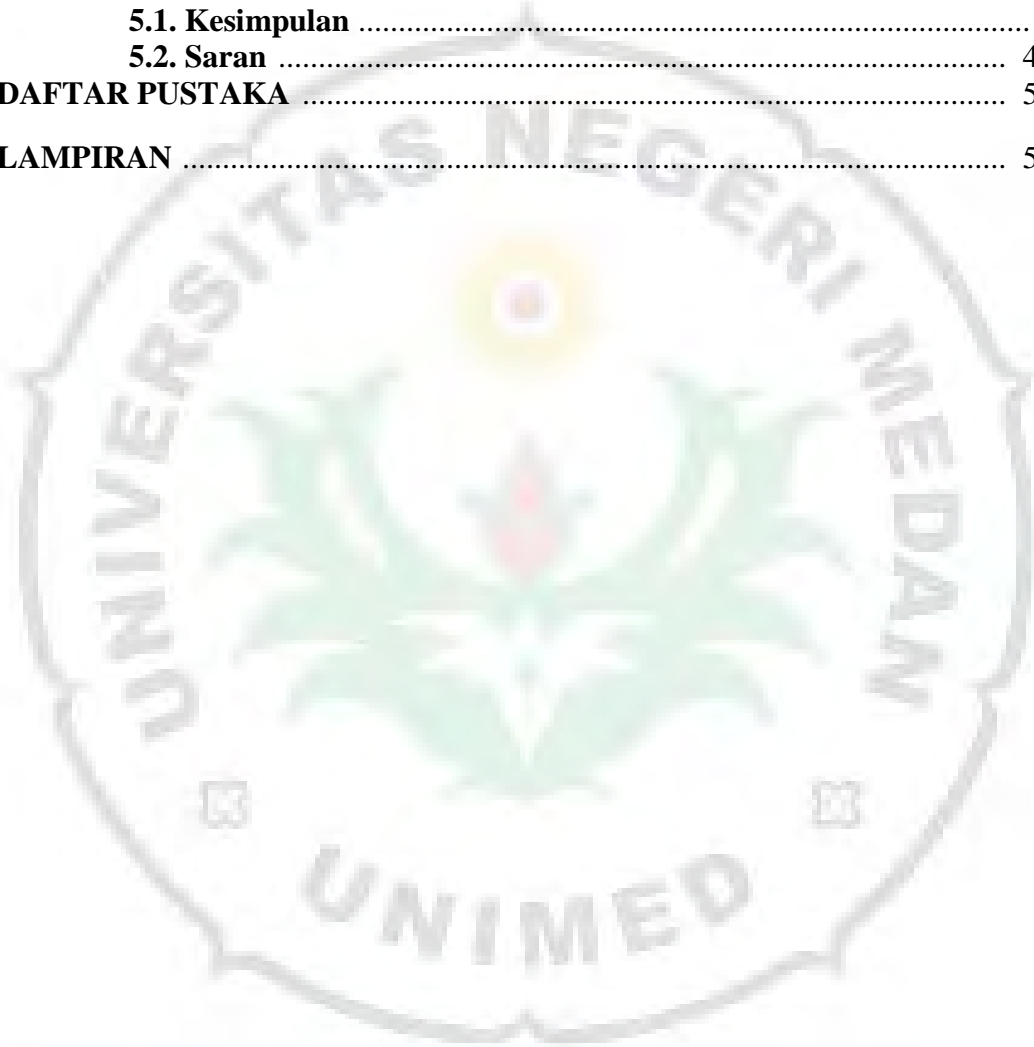 5.1. Kesimpulan ....................................................................................
5.2. Saran ........................................................................................... 4
DAFTAR PUSTAKA ........................................................................................ 5
LAMPIRAN ....................................................................................................... 5
UNIVERSITAS NEGERI MEDAN
UNIMED